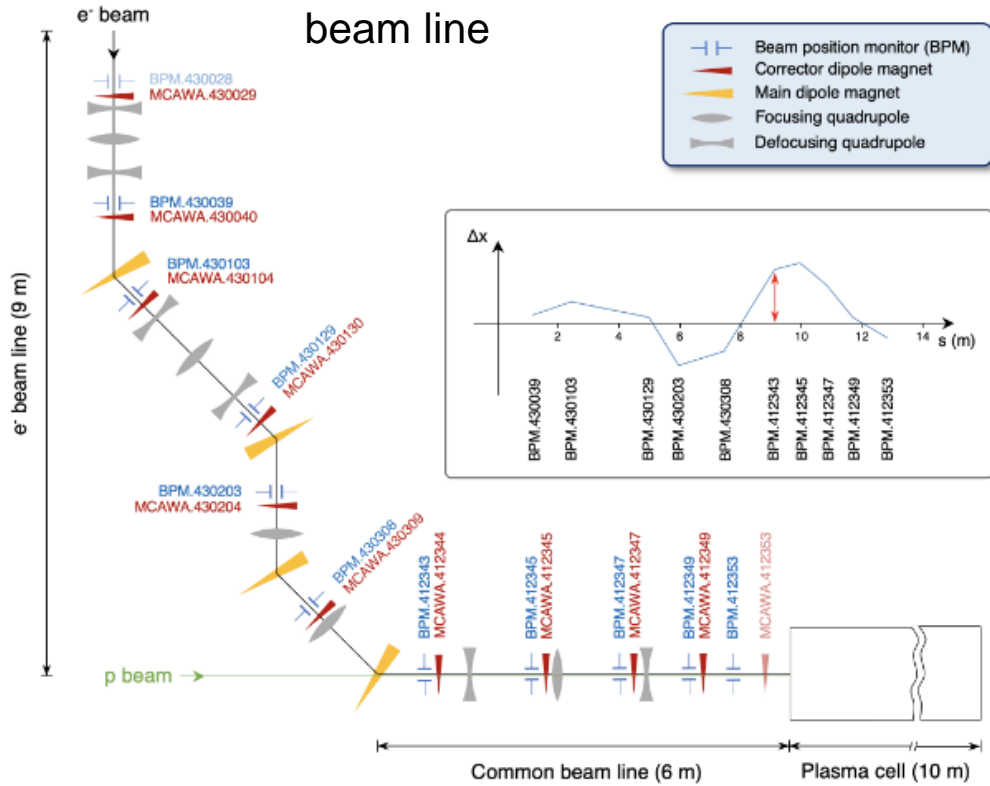 beam line
e⁻ beam
BPM.430028
MCAWA.430029
BPM.430039
MCAWA.430040
BPM.430103
MCAWA.430104
BPM.430129
MCAWA.430130
BPM.430203
MCAWA.430204
BPM.430308
MCAWA.430309
e⁻ beam line (9 m)
Beam position monitor (BPM)
Corrector dipole magnet
Main dipole magnet
Focusing quadrupole
Defocusing quadrupole
Δx
2 4 6 8 10 12 14
s (m)
BPM.430039
BPM.430103
BPM.430129
BPM.430203
BPM.430308
BPM.412343
BPM.412345
BPM.412347
BPM.412349
BPM.412353
BPM.412343
MCAWA.412344
BPM.412345
MCAWA.412345
BPM.412347
MCAWA.412347
BPM.412349
MCAWA.412349
BPM.412353
MCAWA.412353
p beam
Common beam line (6 m)
Plasma cell (10 m)